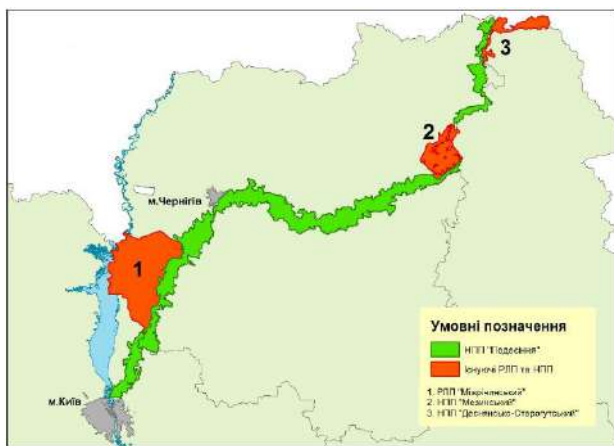 3
2
м.Чернігів
1
м.Київ
Умовні позначення
НПП "Подесіння"
Існуючі РЛП та НПП
1. РЛП "Міжрічинський"
2. НПП "Мезинський"
3. НПП "Деснянсько-Старогутський"